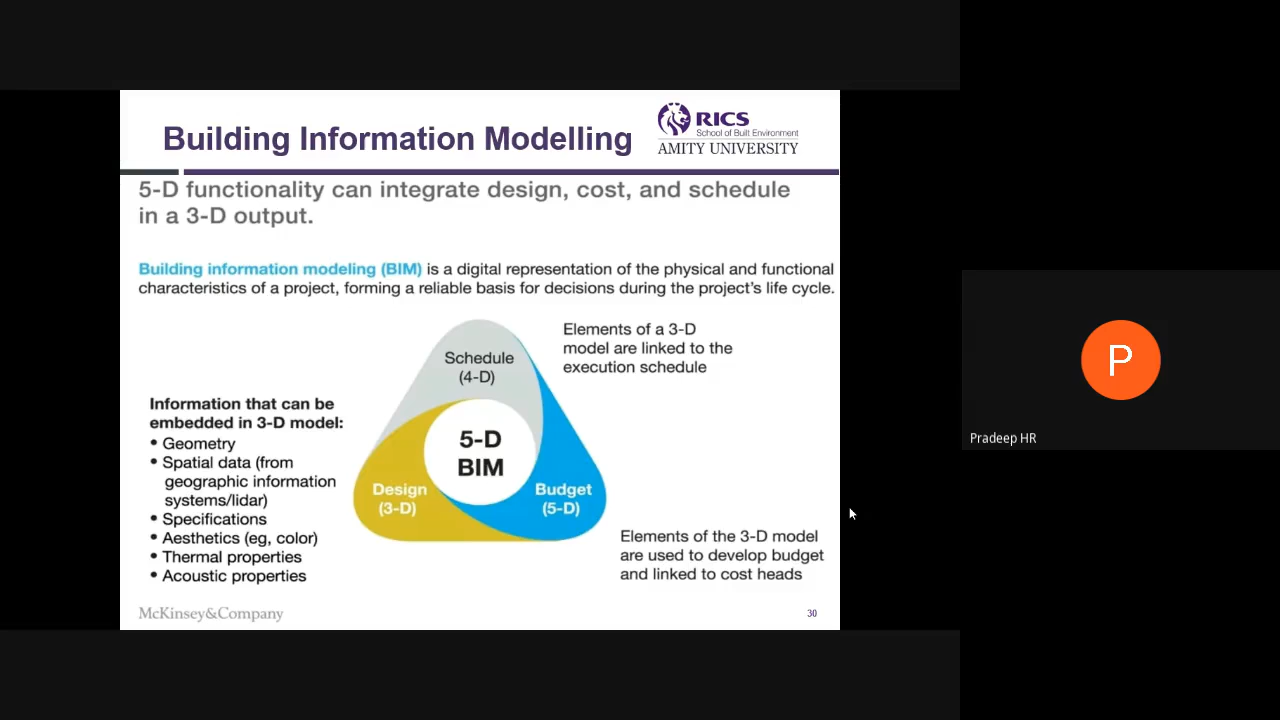 Building Information Modelling
RICS
School of Built Environment
AMITY UNIVERSITY
5-D functionality can integrate design, cost, and schedule
in a 3-D output.
Building information modeling (BIM) is a digital representation of the physical and functional
characteristics of a project, forming a reliable basis for decisions during the project's life cycle.
Elements of a 3-D
model are linked to the
execution schedule
Schedule
(4-D)
Information that can be
embedded in 3-D model:
• Geometry
• Spatial data (from
geographic information
systems/lidar)
• Specifications
• Aesthetics (eg, color)
• Thermal properties
• Acoustic properties
5-D
BIM
Design
(3-D)
Budget
(5-D)
Elements of the 3-D model
are used to develop budget
and linked to cost heads
McKinsey&Company
30
P
Pradeep HR